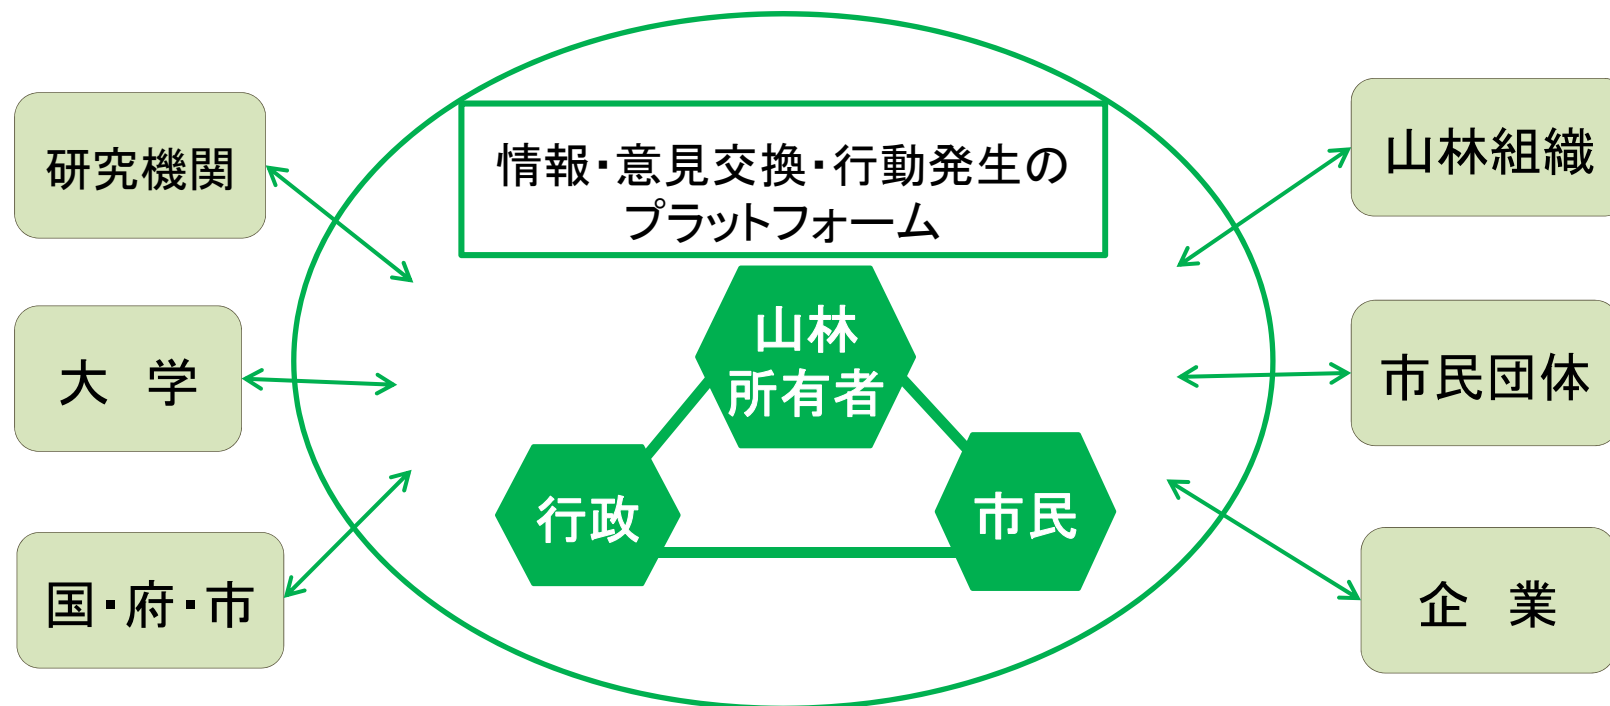 情報・意見交換・行動発生の
プラットフォーム
研究機関
大　学
国・府・市
山林
所有者
行政
市民
山林組織
市民団体
企　業